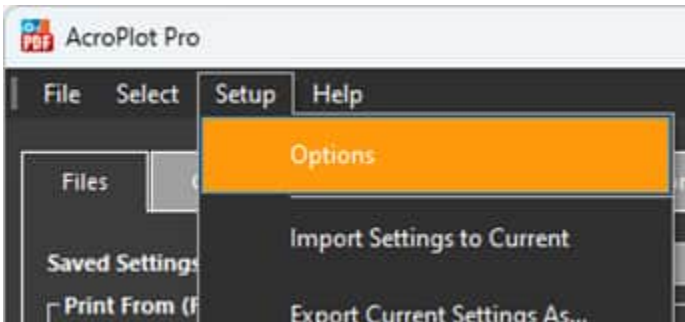 PDF AcroPlot Pro
File Select Setup Help
Options
Files
Import Settings to Current
Saved Settings
Print From (F
Export Current Settings As...